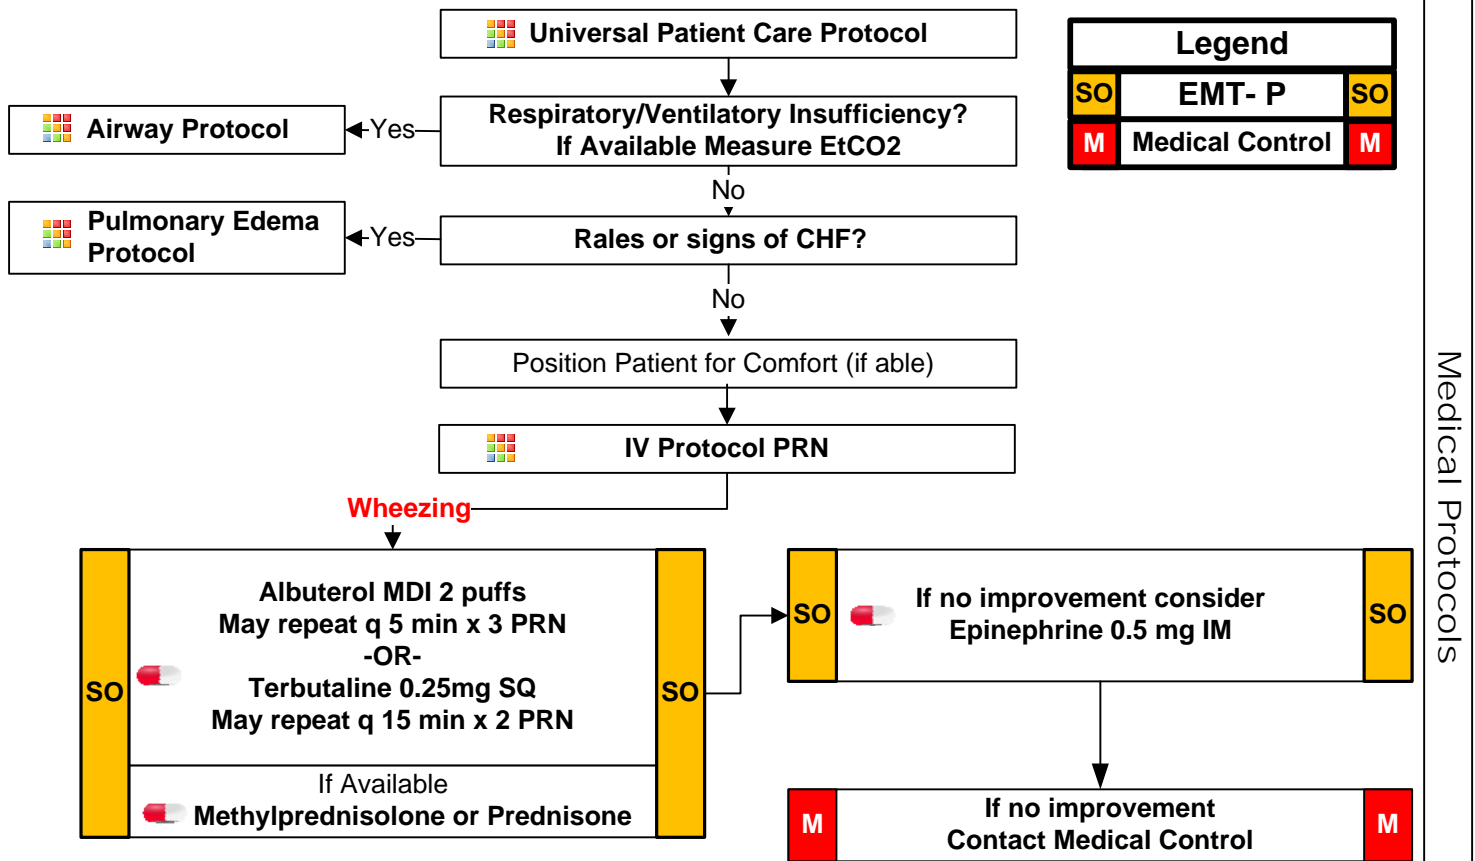 Universal Patient Care Protocol
Legend
SO EMT- P SO
M Medical Control M
Respiratory/Ventilatory Insufficiency?
If Available Measure EtCO2
Yes
Airway Protocol
No
Rales or signs of CHF?
Yes
Pulmonary Edema
Protocol
No
Position Patient for Comfort (if able)
IV Protocol PRN
Wheezing
SO
Albuterol MDI 2 puffs
May repeat q 5 min x 3 PRN
-OR-
Terbutaline 0.25mg SQ
May repeat q 15 min x 2 PRN
SO
If Available
Methylprednisolone or Prednisone
SO
If no improvement consider
Epinephrine 0.5 mg IM
SO
M
If no improvement
Contact Medical Control
M
Medical Protocols